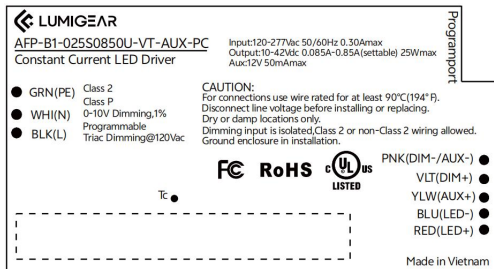 LUMIGEAR
AFP-B1-025S0850U-VT-AUX-PC
Constant Current LED Driver
Input:120-277Vac 50/60Hz 0.30Amax
Output:10-42Vdc 0.085A-0.85A(settable) 25Wmax
Aux:12V 50mAmax
Programport
GRN(PE)
WHI(N)
BLK(L)
Class 2
Class P
0-10V Dimming,1%
Programmable
Triac Dimming@120Vac
CAUTION:
For connections use wire rated for at least 90°C(194°F).
Disconnect line voltage before installing or replacing.
Dry or damp locations only.
Dimming input is isolated,Class 2 or non-Class 2 wiring allowed.
Ground enclosure in installation.
FC RoHS c UL us
LISTED
Tc
PNK(DIM-/AUX-)
VLT(DIM+)
YLW(AUX+)
BLU(LED-)
RED(LED+)
Made in Vietnam